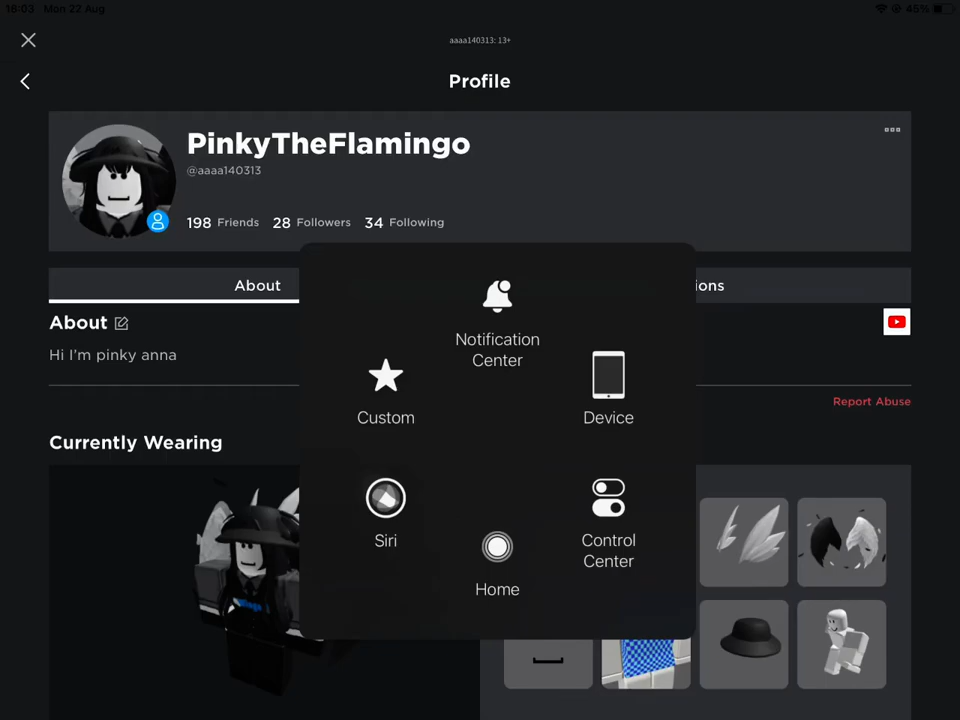 18:03 Mon 22 Aug
45%
aaaa140313: 13+
Profile
PinkyTheFlamingo
@aaaa140313
198 Friends 28 Followers 34 Following
About
ions
About
Hi I'm pinky anna
Report Abuse
Currently Wearing
Notification
Center
Custom
Device
Siri
Control
Center
Home